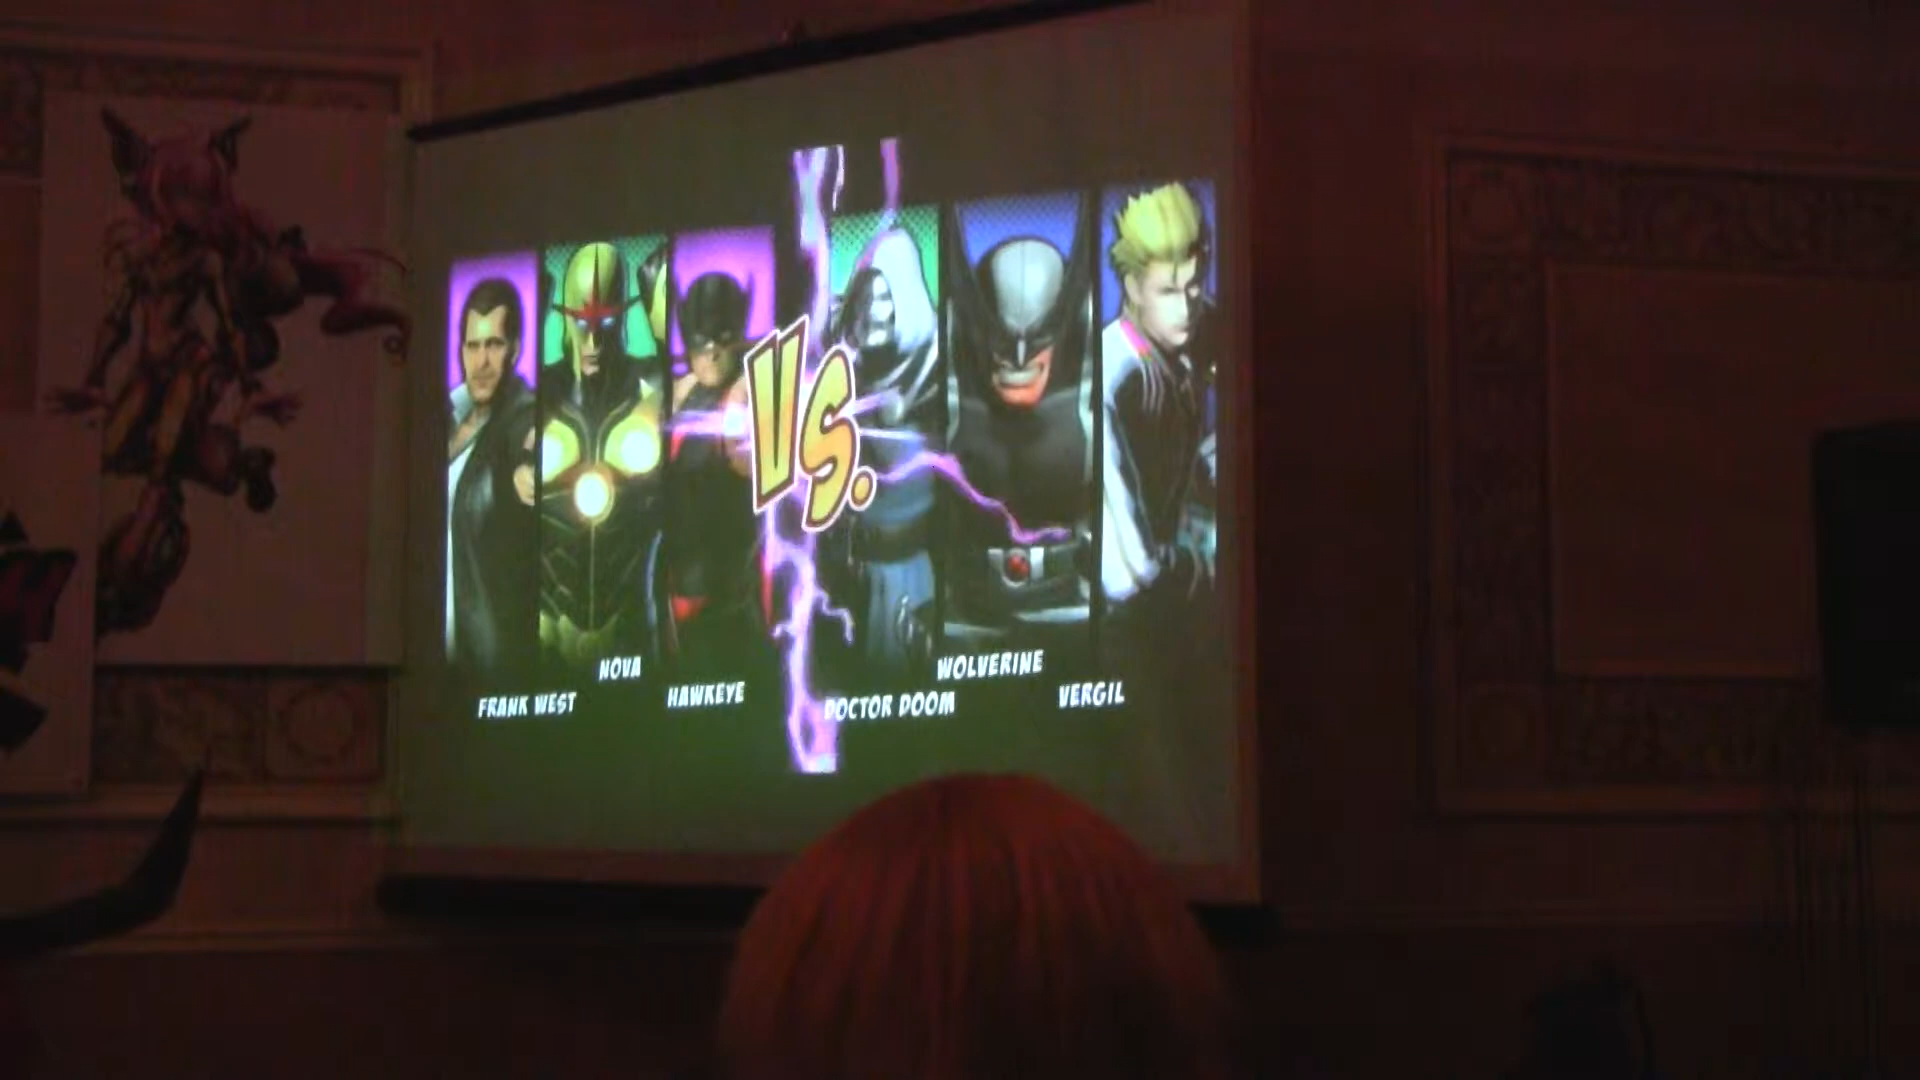 VS.
NOVA
FRANK WEST
HAWKEYE
WOLVERINE
DOCTOR DOOM
VERGIL